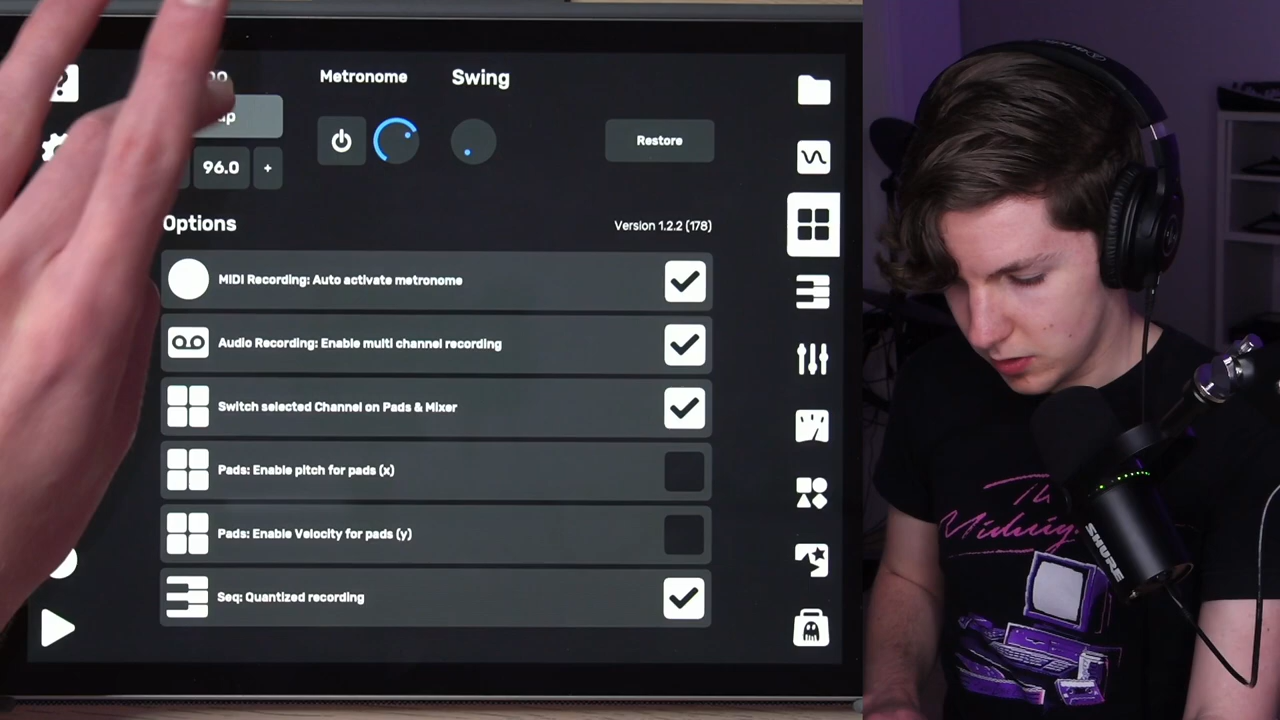 ?
Metronome
Swing
Restore
96.0
+
Options
Version 1.2.2 (178)
MIDI Recording: Auto activate metronome
Audio Recording: Enable multi channel recording
Switch selected Channel on Pads & Mixer
Pads: Enable pitch for pads (x)
Pads: Enable Velocity for pads (y)
Seq: Quantized recording
SHURE